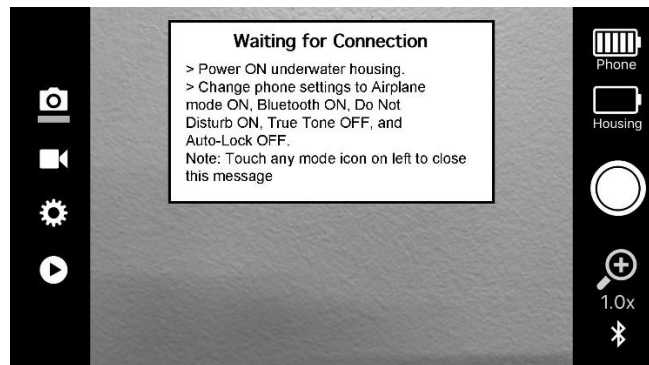 Waiting for Connection
> Power ON underwater housing.
> Change phone settings to Airplane
mode ON, Bluetooth ON, Do Not
Disturb ON, True Tone OFF, and
Auto-Lock OFF.
Note: Touch any mode icon on left to close
this message
Phone
Housing
1.0x